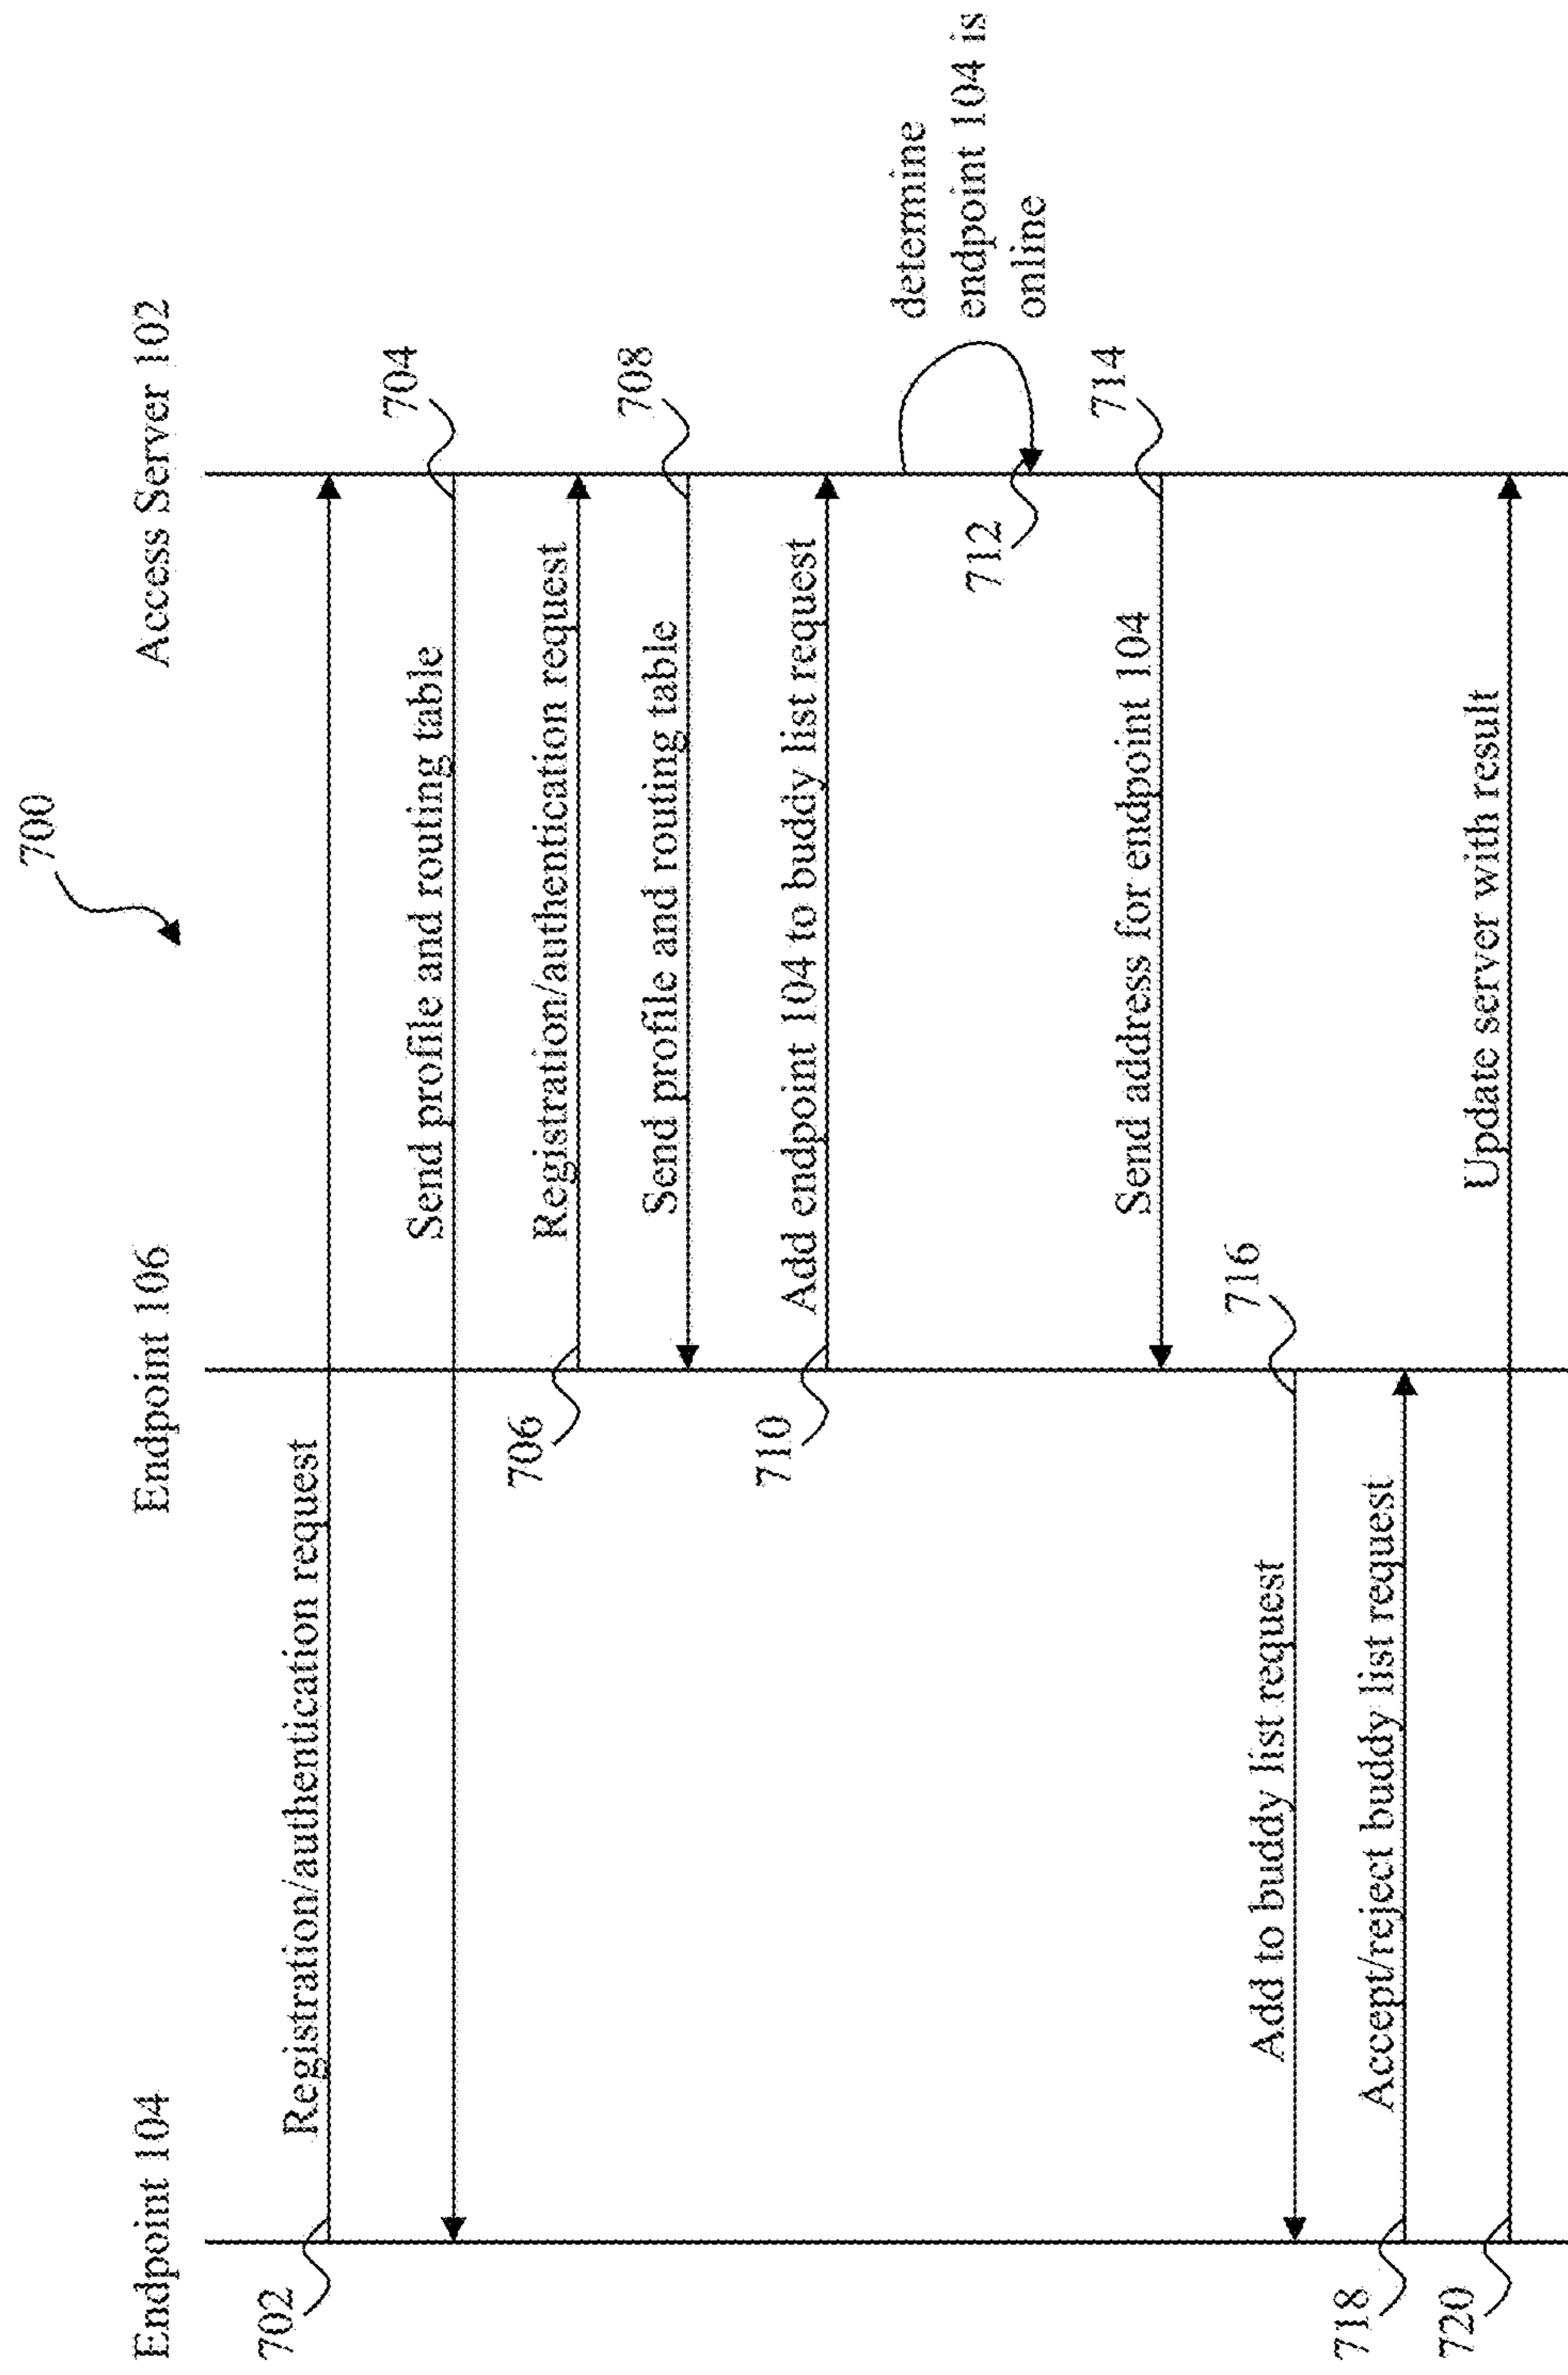 700
Endpoint 104
Endpoint 106
Access Server 102
702
Registration/authentication request
704
Send profile and routing table
706
Registration/authentication request
708
Send profile and routing table
710
Add endpoint 104 to buddy list request
determine
endpoint 104 is
online
712
714
Send address for endpoint 104
716
Add to buddy list request
718
Accept/reject buddy list request
720
Update server with result